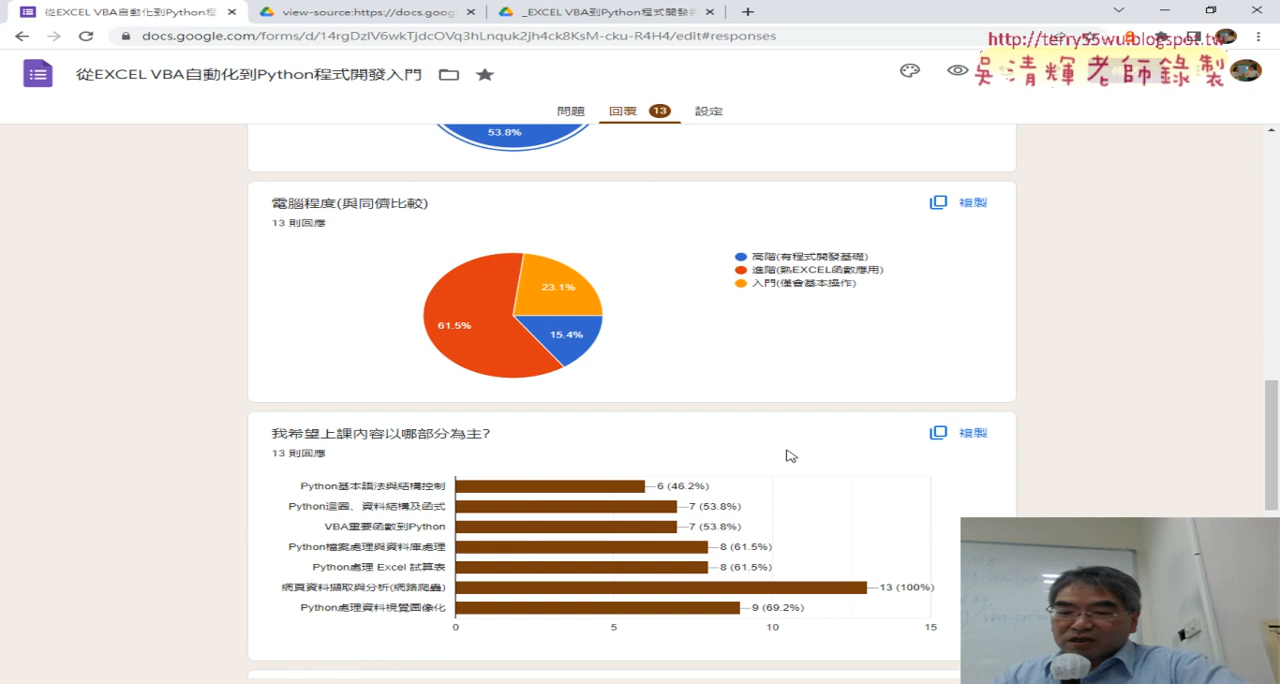 從EXCEL VBA自動化到Python程
view-source:https://docs.goog
_EXCEL VBA到Python程式開發
docs.google.com/forms/d/14rgDzIV6wkTjdcOVq3hLnquk2jh4ck8KsM-cku-R4H4/edit#responses
http://terry55wu.blogspot.tw
吳清輝老師錄製
從EXCEL VBA自動化到Python程式開發入門
問題
回覆 13
設定
53.8%
電腦程度(與同儕比較)
複製
13 則回應
高階(有程式開發基礎)
進階(熟EXCEL函數應用)
入門(僅會基本操作)
23.1%
61.5%
15.4%
我希望上課內容以哪部分為主?
複製
13 則回應
Python基本語法與結構控制 6 (46.2%)
Python迴圈、資料結構及函式 7 (53.8%)
VBA重要函數到Python 7 (53.8%)
Python檔案處理與資料庫處理 8 (61.5%)
Python處理 Excel 試算表 8 (61.5%)
網頁資料擷取與分析(網路爬蟲) 13 (100%)
Python處理資料視覺圖像化 9 (69.2%)
0 5 10 15